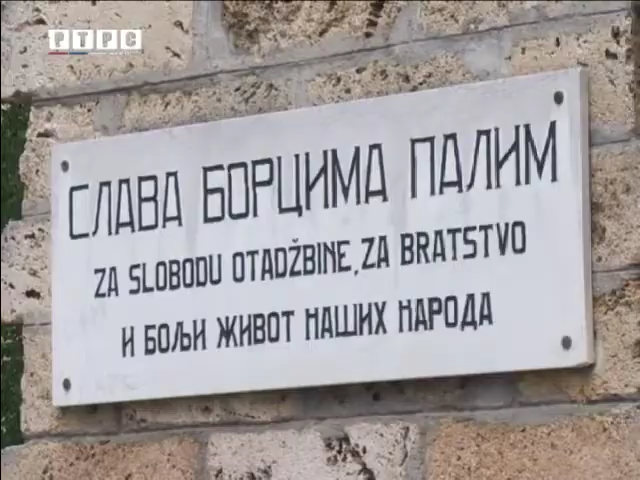 РТРС
СЛАВА БОРЦИМА ПАЛИМ
ZA SLOBODU OTADŽBINE, ZA BRATSTVO
И БОЉИ ЖИВОТ НАШИХ НАРОДА